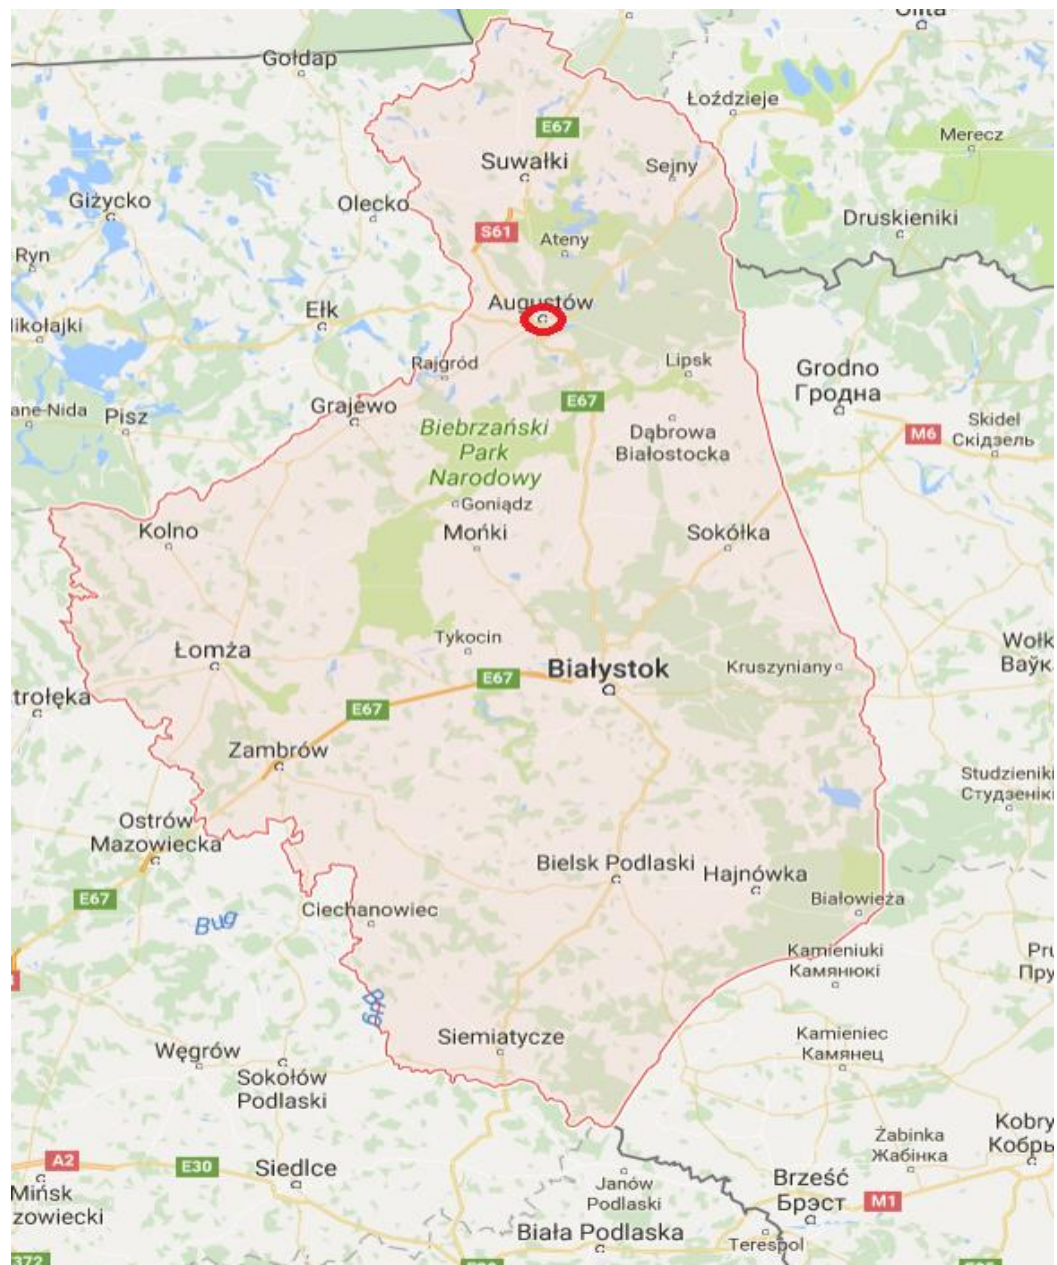 Gołdap
Olita
Łoździeje
E67
Merecz
Suwałki
Sejny
Giżycko
Olecko
Druskieniki
S61
Ateny
Ryn
Augustów
Ełk
ikołajki
Rajgród
Lipsk
Grodno
Гродна
ane-Nida
Pisz
Grajewo
E67
Skidel
Скідзель
M6
Biebrzański
Park
Narodowy
Dąbrowa
Białostocka
Goniądz
Kolno
Mońki
Sokółka
Tykocin
Łomża
Wołk
Ваўк
Białystok
Kruszyniany
E67
trołęka
E67
Zambrów
Studzieniki
Студзенікі
Ostrów
Mazowiecka
Bielsk Podlaski
Hajnówka
E67
Białowieża
Bug
Ciechanowiec
Kamieniuki
Камянюкі
Pru
Пру
Bug
Siemiatycze
Kamieniec
Камянец
Węgrów
Sokołów
Podlaski
Kobry
Кобры
Żabinka
Жабінка
A2
E30
Siedlce
Mińsk
zowiecki
Janów
Podlaski
Brześć
Брэст
M1
Biała Podlaska
Terespol
372